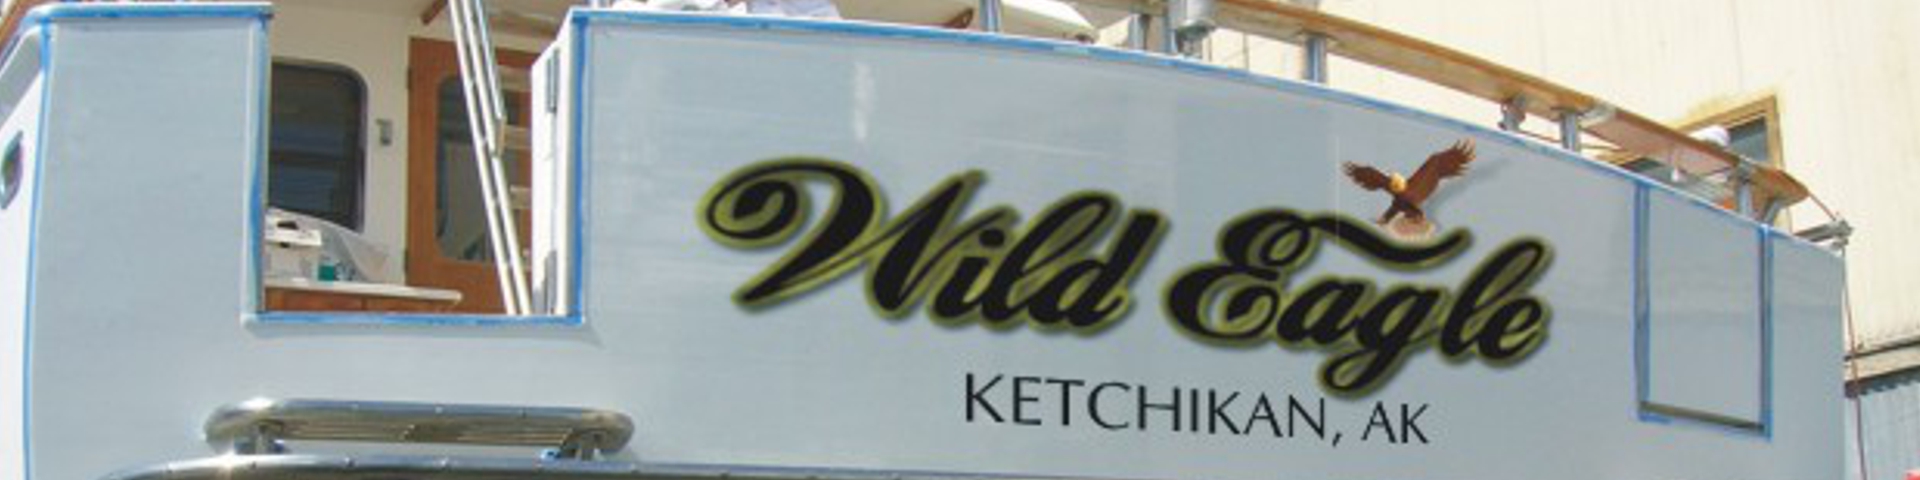 Wild Eagle
KETCHIKAN, AK